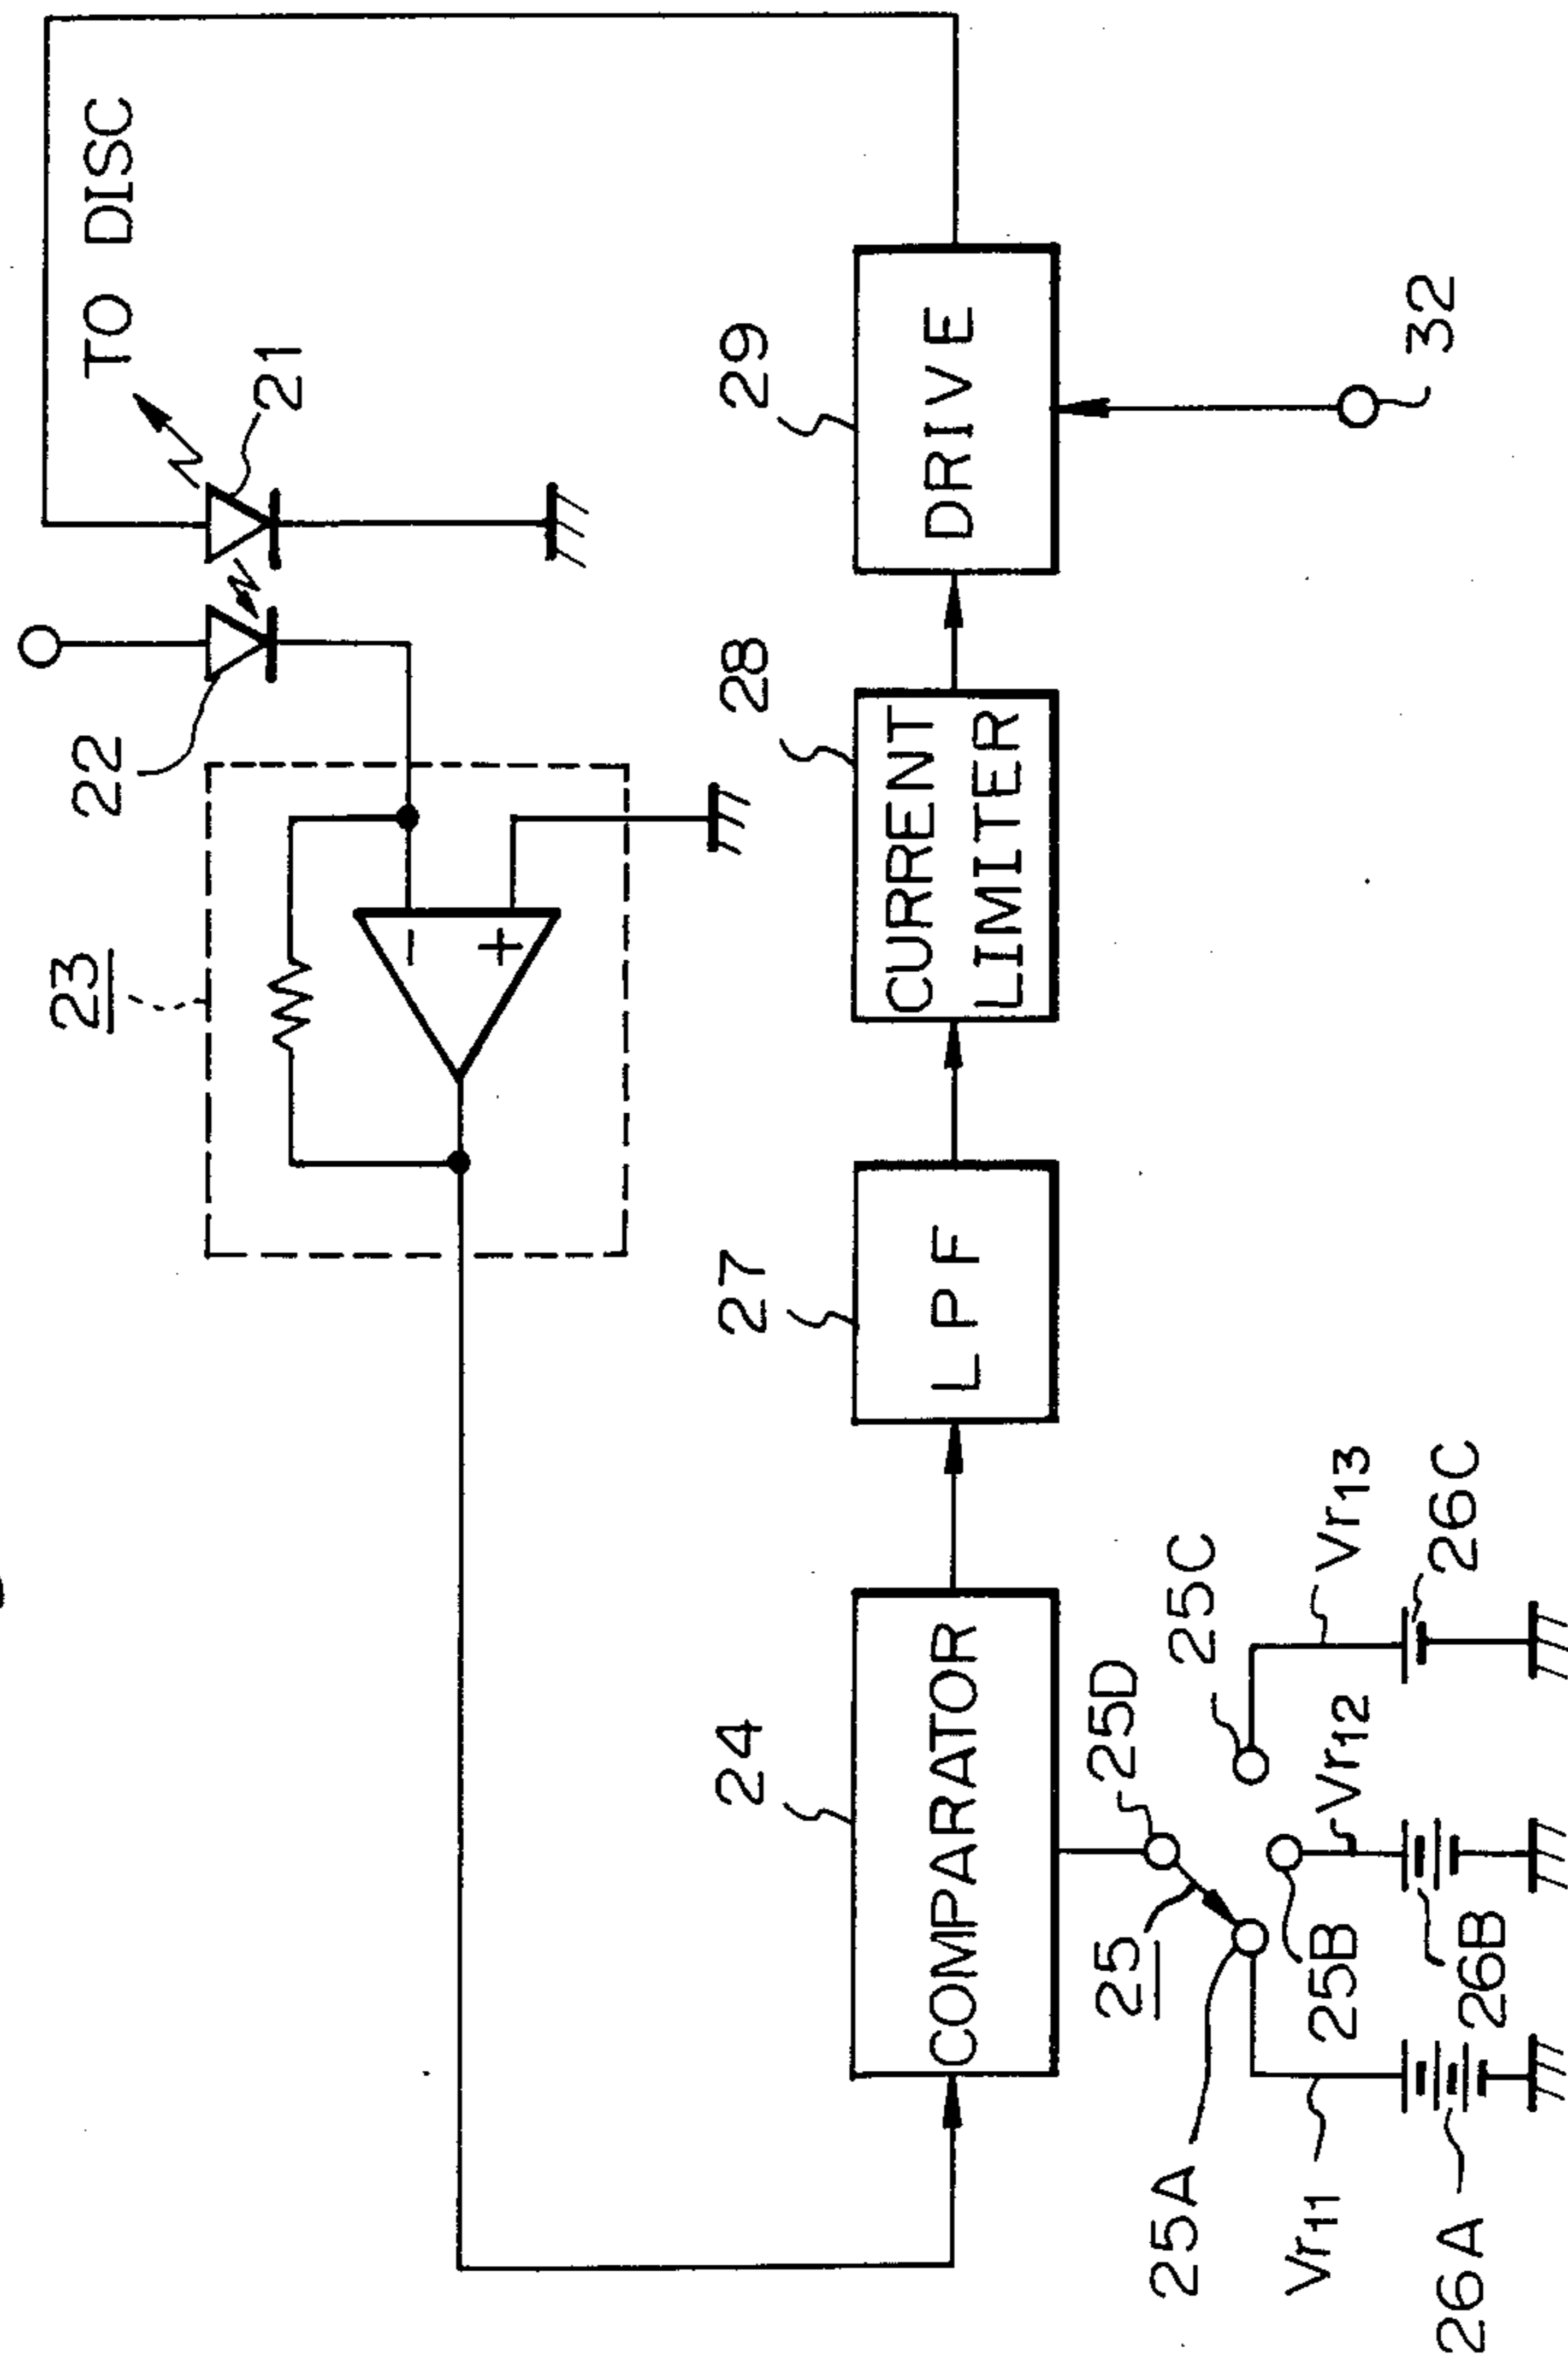 TO DISC
21
22
23
-
+
29
DRIVE
32
28
CURRENT
LIMITER
27
LPF
24
COMPARATOR
25D
25
25A
25B
25C
Vr11
Vr12
Vr13
26A
26B
26C